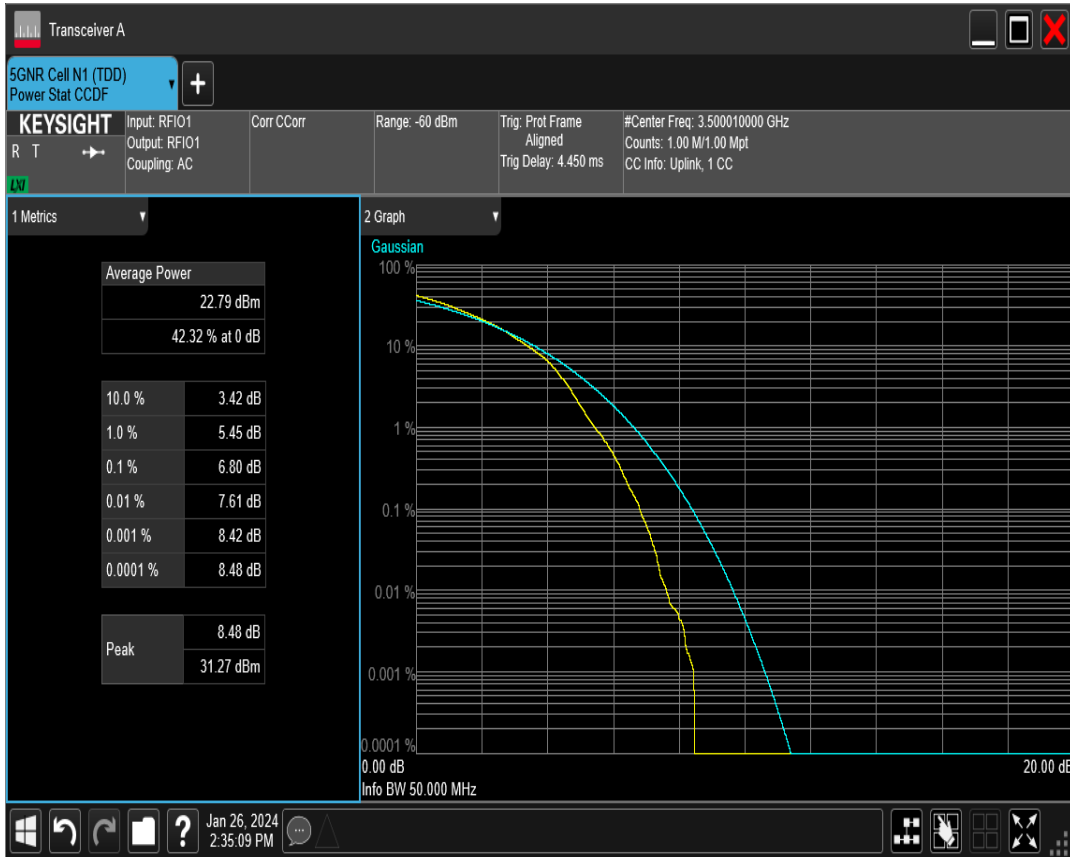 Transceiver A
5GNR Cell N1 (TDD)
Power Stat CCDF
KEYSIGHT
R T
LXI
Input: RFIO1
Output: RFIO1
Coupling: AC
Corr CCorr
Range: -60 dBm
Trig: Prot Frame
Aligned
Trig Delay: 4.450 ms
#Center Freq: 3.500010000 GHz
Counts: 1.00 M/1.00 Mpt
CC Info: Uplink, 1 CC
1 Metrics
Average Power
22.79 dBm
42.32 % at 0 dB
10.0 % 3.42 dB
1.0 % 5.45 dB
0.1 % 6.80 dB
0.01 % 7.61 dB
0.001 % 8.42 dB
0.0001 % 8.48 dB
Peak
8.48 dB
31.27 dBm
2 Graph
Gaussian
100 %
10 %
1 %
0.1 %
0.01 %
0.001 %
0.0001 %
0.00 dB 20.00 dB
Info BW 50.000 MHz
Jan 26, 2024
2:35:09 PM